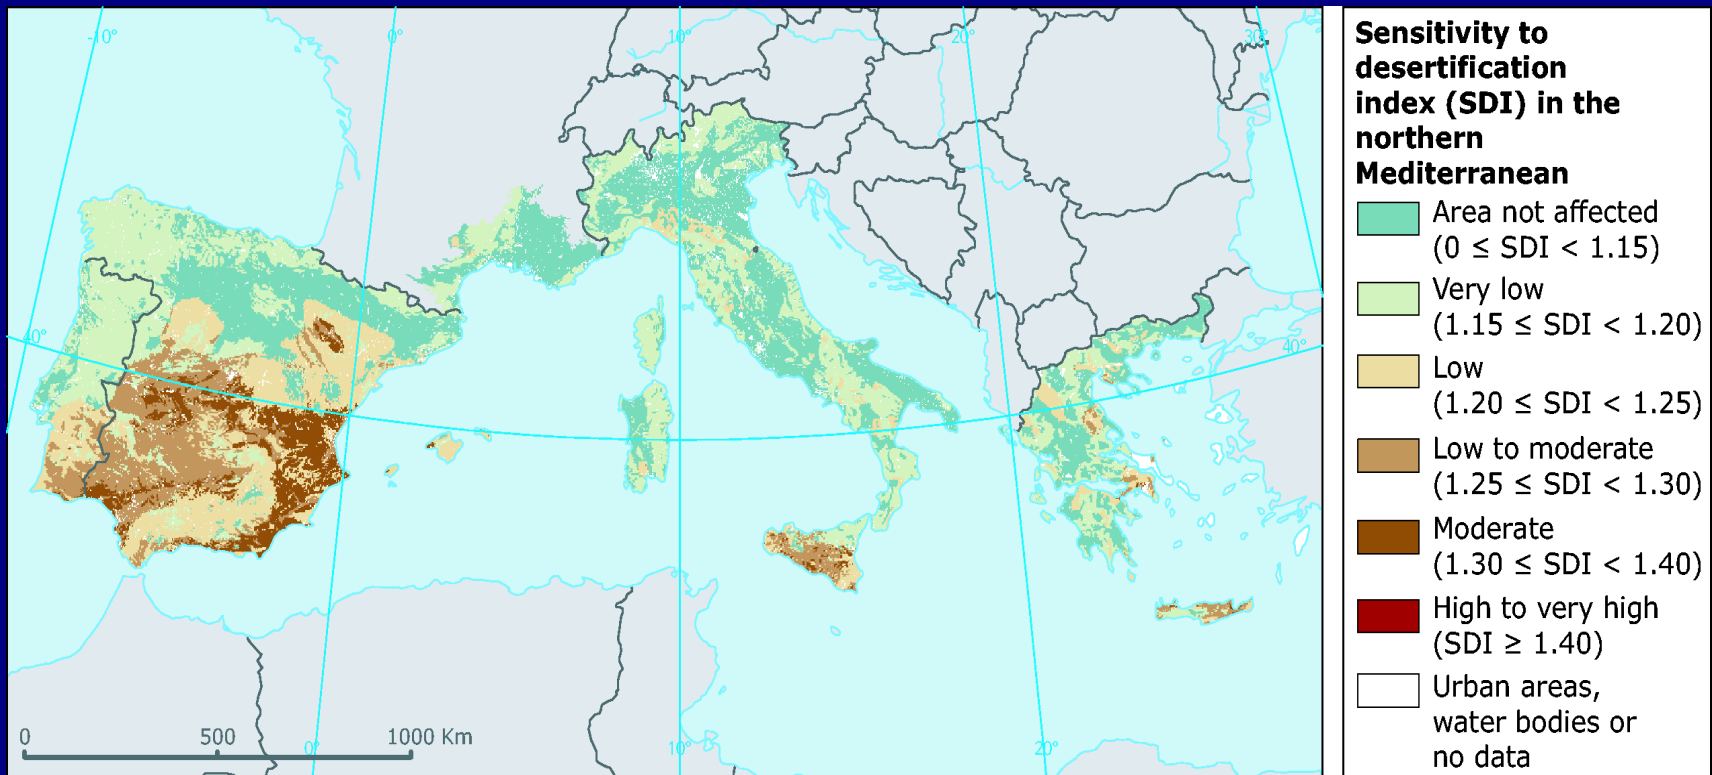 -10°
0°
10°
20°
30°
40°
40°
0
500
1000 Km
0°
10°
20°
Sensitivity to
desertification
index (SDI) in the
northern
Mediterranean
Area not affected
(0 ≤ SDI < 1.15)
Very low
(1.15 ≤ SDI < 1.20)
Low
(1.20 ≤ SDI < 1.25)
Low to moderate
(1.25 ≤ SDI < 1.30)
Moderate
(1.30 ≤ SDI < 1.40)
High to very high
(SDI ≥ 1.40)
Urban areas,
water bodies or
no data